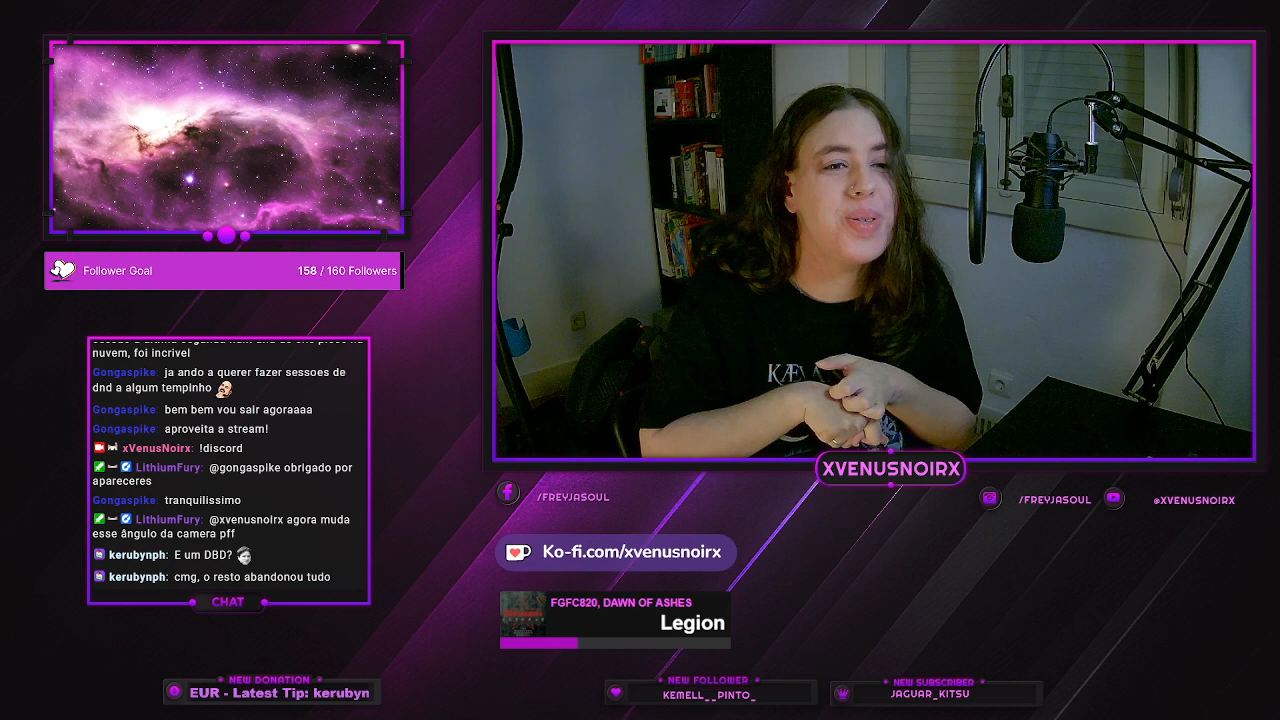 Follower Goal
158 / 160 Followers
nuvem, foi incrivel
Gongaspike: ja ando a querer fazer sessoes de
dnd a algum tempinho
Gongaspike: bem bem vou sair agoraaaa
Gongaspike: aproveita a stream!
xVenusNoirx: !discord
LithiumFury: @gongaspike obrigado por
apareceres
Gongaspike: tranquilissimo
LithiumFury: @xvenusnoirx agora muda
esse ângulo da camera pff
kerubynph: E um DBD?
kerubynph: cmg, o resto abandonou tudo
CHAT
XVENUSNOIRX
/FREYJASOUL
/FREYJASOUL
@XVENUSNOIRX
Ko-fi.com/xvenusnoirx
FGFC820, DAWN OF ASHES
Legion
NEW DONATION
EUR - Latest Tip: kerubyn
NEW FOLLOWER
KEMELL__PINTO_
NEW SUBSCRIBER
JAGUAR_KITSU